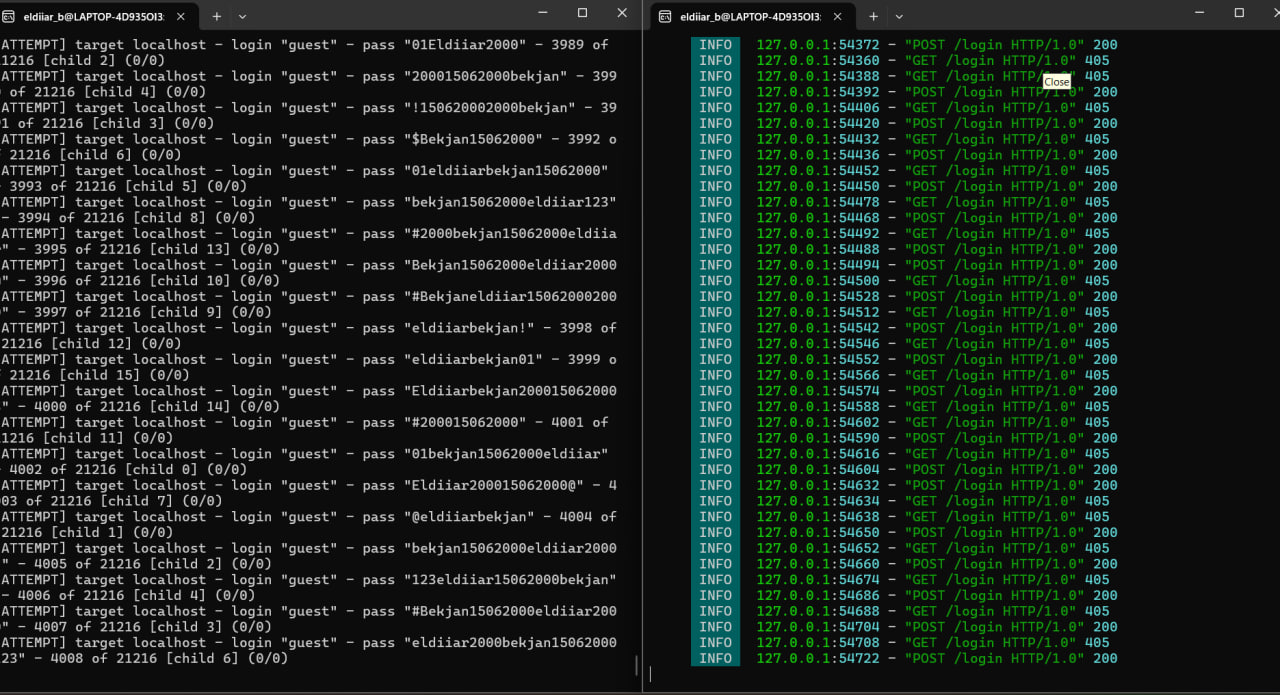 eldiiar_b@LAPTOP-4D935OI3:
ATTEMPT] target localhost - login "guest" - pass "01Eldiiar2000" - 3989 of
1216 [child 2] (0/0)
ATTEMPT] target localhost - login "guest" - pass "200015062000bekjan" - 399
of 21216 [child 4] (0/0)
ATTEMPT] target localhost - login "guest" - pass "!150620002000bekjan" - 39
1 of 21216 [child 3] (0/0)
ATTEMPT] target localhost - login "guest" - pass "$Bekjan15062000" - 3992 o
21216 [child 6] (0/0)
ATTEMPT] target localhost - login "guest" - pass "01eldiiarbekjan15062000"
- 3993 of 21216 [child 5] (0/0)
ATTEMPT] target localhost - login "guest" - pass "bekjan15062000eldiiar123"
- 3994 of 21216 [child 8] (0/0)
ATTEMPT] target localhost - login "guest" - pass "#2000bekjan15062000eldiia
" - 3995 of 21216 [child 13] (0/0)
ATTEMPT] target localhost - login "guest" - pass "Bekjan15062000eldiiar2000
" - 3996 of 21216 [child 10] (0/0)
ATTEMPT] target localhost - login "guest" - pass "#Bekjaneldiiar15062000200
" - 3997 of 21216 [child 9] (0/0)
ATTEMPT] target localhost - login "guest" - pass "eldiiarbekjan!" - 3998 of
21216 [child 12] (0/0)
ATTEMPT] target localhost - login "guest" - pass "eldiiarbekjan01" - 3999 o
21216 [child 15] (0/0)
ATTEMPT] target localhost - login "guest" - pass "Eldiiarbekjan200015062000
" - 4000 of 21216 [child 14] (0/0)
ATTEMPT] target localhost - login "guest" - pass "#200015062000" - 4001 of
1216 [child 11] (0/0)
ATTEMPT] target localhost - login "guest" - pass "01bekjan15062000eldiiar"
- 4002 of 21216 [child 0] (0/0)
ATTEMPT] target localhost - login "guest" - pass "Eldiiar200015062000@" - 4
03 of 21216 [child 7] (0/0)
ATTEMPT] target localhost - login "guest" - pass "@eldiiarbekjan" - 4004 of
21216 [child 1] (0/0)
ATTEMPT] target localhost - login "guest" - pass "bekjan15062000eldiiar2000
" - 4005 of 21216 [child 2] (0/0)
ATTEMPT] target localhost - login "guest" - pass "123eldiiar15062000bekjan"
- 4006 of 21216 [child 4] (0/0)
ATTEMPT] target localhost - login "guest" - pass "#Bekjan15062000eldiiar200
" - 4007 of 21216 [child 3] (0/0)
ATTEMPT] target localhost - login "guest" - pass "eldiiar2000bekjan15062000
23" - 4008 of 21216 [child 6] (0/0)
eldiiar_b@LAPTOP-4D935OI3:
INFO 127.0.0.1:54372 - "POST /login HTTP/1.0" 200
INFO 127.0.0.1:54360 - "GET /login HTTP/1.0" 405
INFO 127.0.0.1:54388 - "GET /login HTTP/1.0" 405
Close
INFO 127.0.0.1:54392 - "POST /login HTTP/1.0" 200
INFO 127.0.0.1:54406 - "GET /login HTTP/1.0" 405
INFO 127.0.0.1:54420 - "POST /login HTTP/1.0" 200
INFO 127.0.0.1:54432 - "GET /login HTTP/1.0" 405
INFO 127.0.0.1:54436 - "POST /login HTTP/1.0" 200
INFO 127.0.0.1:54452 - "GET /login HTTP/1.0" 405
INFO 127.0.0.1:54450 - "POST /login HTTP/1.0" 200
INFO 127.0.0.1:54478 - "GET /login HTTP/1.0" 405
INFO 127.0.0.1:54468 - "POST /login HTTP/1.0" 200
INFO 127.0.0.1:54492 - "GET /login HTTP/1.0" 405
INFO 127.0.0.1:54488 - "POST /login HTTP/1.0" 200
INFO 127.0.0.1:54494 - "POST /login HTTP/1.0" 200
INFO 127.0.0.1:54500 - "GET /login HTTP/1.0" 405
INFO 127.0.0.1:54528 - "POST /login HTTP/1.0" 200
INFO 127.0.0.1:54512 - "GET /login HTTP/1.0" 405
INFO 127.0.0.1:54542 - "POST /login HTTP/1.0" 200
INFO 127.0.0.1:54546 - "GET /login HTTP/1.0" 405
INFO 127.0.0.1:54552 - "POST /login HTTP/1.0" 200
INFO 127.0.0.1:54566 - "GET /login HTTP/1.0" 405
INFO 127.0.0.1:54574 - "POST /login HTTP/1.0" 200
INFO 127.0.0.1:54588 - "GET /login HTTP/1.0" 405
INFO 127.0.0.1:54602 - "GET /login HTTP/1.0" 405
INFO 127.0.0.1:54590 - "POST /login HTTP/1.0" 200
INFO 127.0.0.1:54616 - "GET /login HTTP/1.0" 405
INFO 127.0.0.1:54604 - "POST /login HTTP/1.0" 200
INFO 127.0.0.1:54632 - "POST /login HTTP/1.0" 200
INFO 127.0.0.1:54634 - "GET /login HTTP/1.0" 405
INFO 127.0.0.1:54638 - "GET /login HTTP/1.0" 405
INFO 127.0.0.1:54650 - "POST /login HTTP/1.0" 200
INFO 127.0.0.1:54652 - "GET /login HTTP/1.0" 405
INFO 127.0.0.1:54660 - "POST /login HTTP/1.0" 200
INFO 127.0.0.1:54674 - "GET /login HTTP/1.0" 405
INFO 127.0.0.1:54686 - "POST /login HTTP/1.0" 200
INFO 127.0.0.1:54688 - "GET /login HTTP/1.0" 405
INFO 127.0.0.1:54704 - "POST /login HTTP/1.0" 200
INFO 127.0.0.1:54708 - "GET /login HTTP/1.0" 405
INFO 127.0.0.1:54722 - "POST /login HTTP/1.0" 200